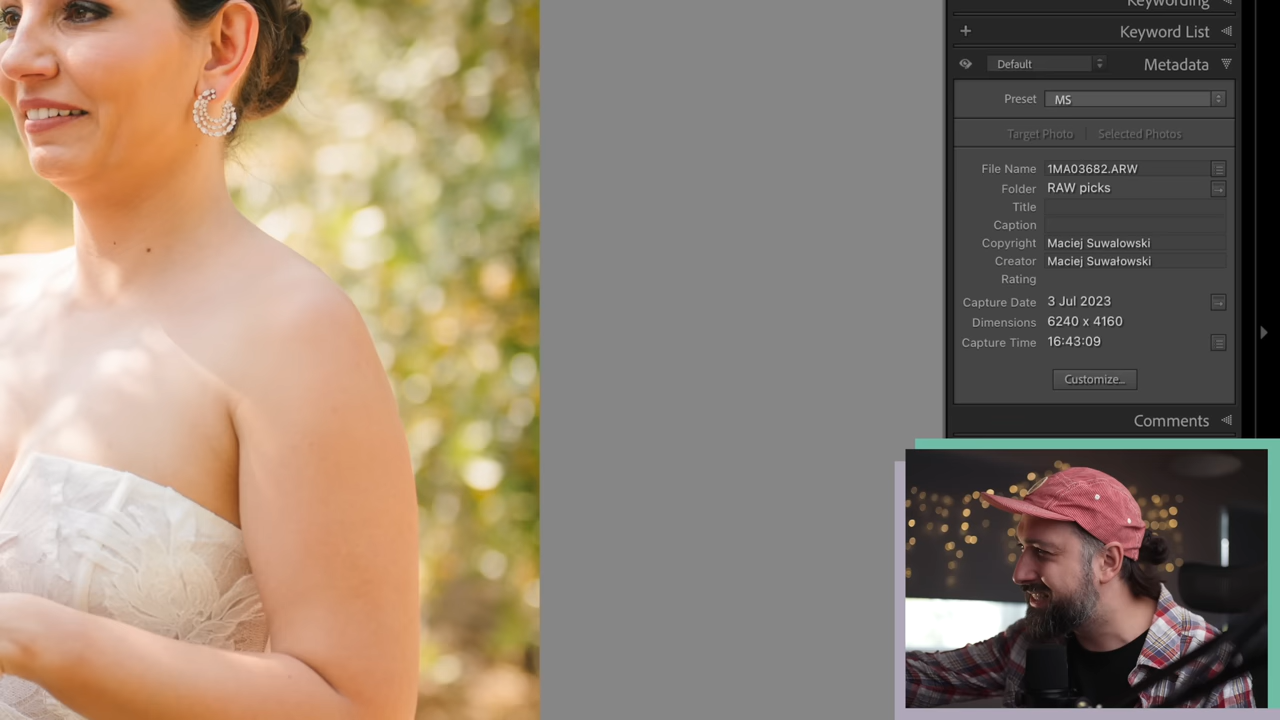 Keywording
+ Keyword List
Default Metadata
Preset MS
Target Photo | Selected Photos
File Name 1MA03682.ARW
Folder RAW picks
Title
Caption
Copyright Maciej Suwalowski
Creator Maciej Suwałowski
Rating
Capture Date 3 Jul 2023
Dimensions 6240 x 4160
Capture Time 16:43:09
Customize...
Comments